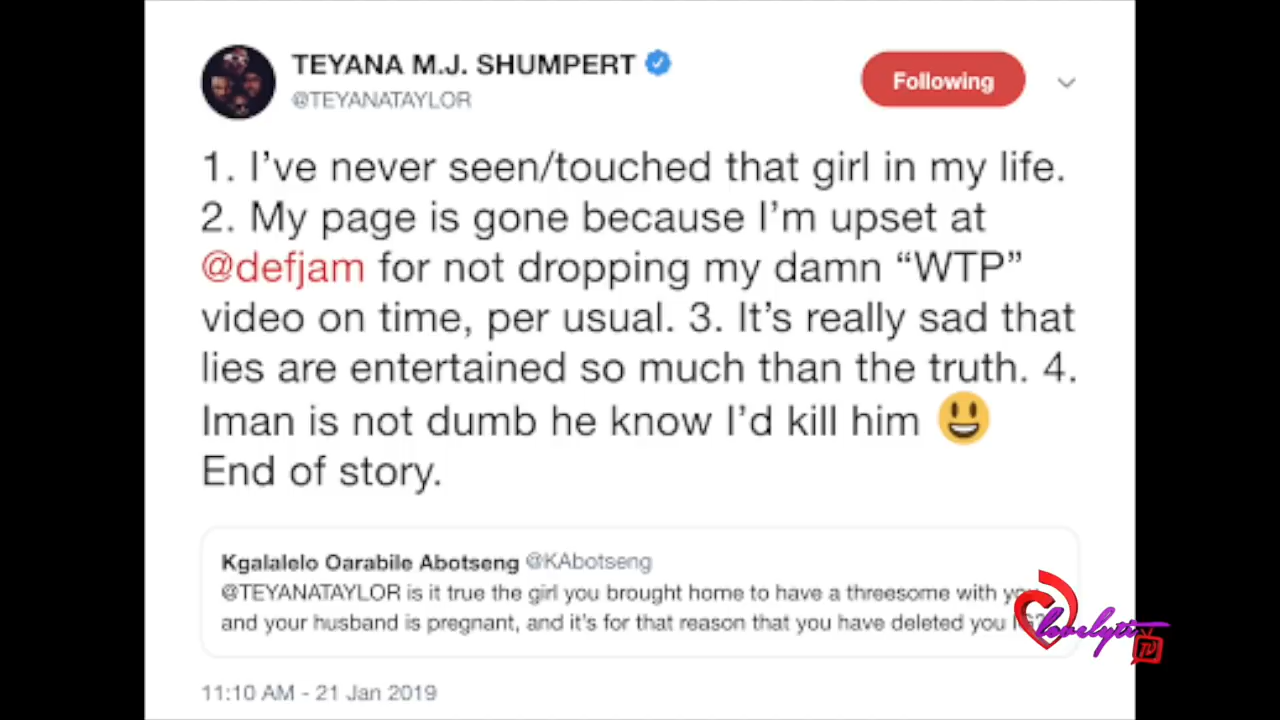 TEYANA M.J. SHUMPERT
@TEYANATAYLOR
Following
1. I’ve never seen/touched that girl in my life.
2. My page is gone because I’m upset at
@defjam for not dropping my damn “WTP”
video on time, per usual. 3. It’s really sad that
lies are entertained so much than the truth. 4.
Iman is not dumb he know I’d kill him 😃
End of story.
Kgalalelo Oarabile Abotseng @KAbotseng
@TEYANATAYLOR is it true the girl you brought home to have a threesome with
and your husband is pregnant, and it’s for that reason that you have deleted you
lovelyti
TV
11:10 AM - 21 Jan 2019